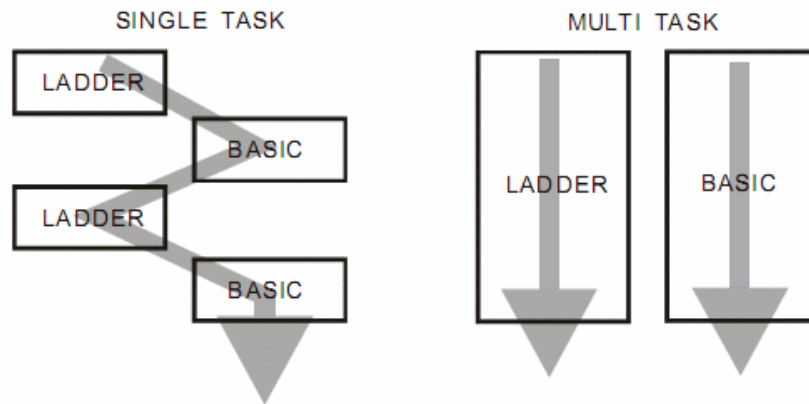 SINGLE TASK
LADDER
BASIC
LADDER
BASIC
MULTI TASK
LADDER
BASIC